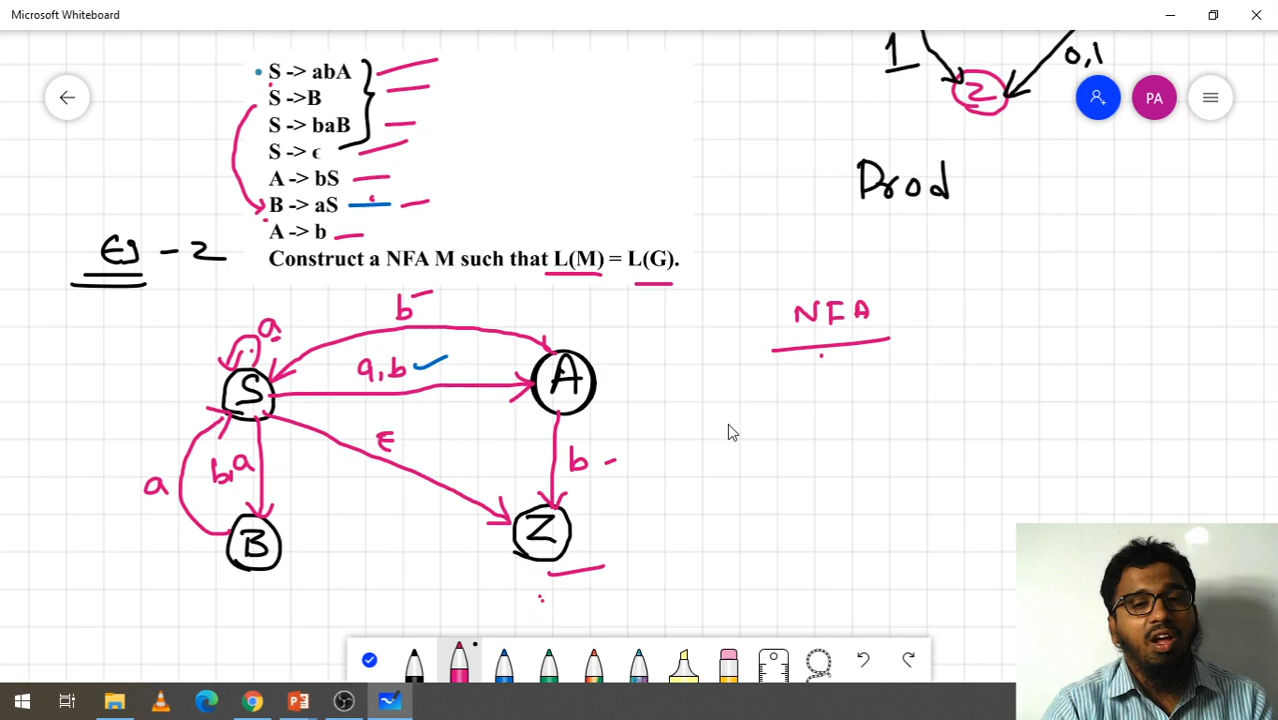 Microsoft Whiteboard
S -> abA
S ->B
S -> baB
S -> ϵ
A -> bS
B -> aS
A -> b
Construct a NFA M such that L(M) = L(G).
Eg - 2
1
2
0,1
PA
Prod
NFA
b
a
a,b
S
A
ϵ
b,a
a
b
B
Z